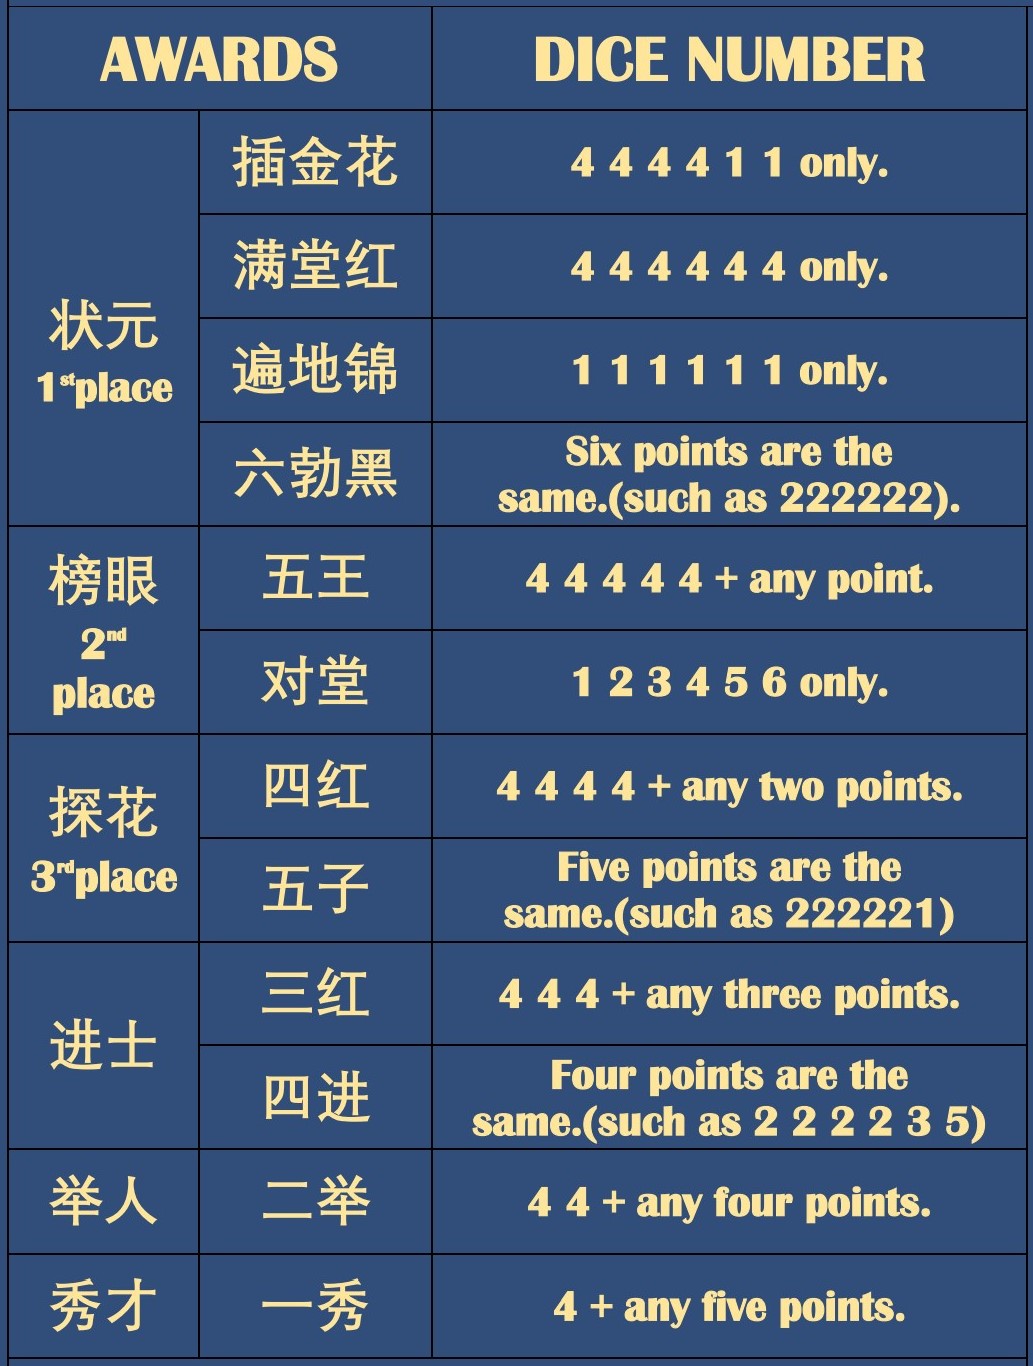 AWARDS
DICE NUMBER
状元
1st place
插金花
4 4 4 4 1 1 only.
满堂红
4 4 4 4 4 4 only.
遍地锦
1 1 1 1 1 1 only.
六勃黑
Six points are the
same.(such as 222222).
榜眼
2nd
place
五王
4 4 4 4 4 + any point.
对堂
1 2 3 4 5 6 only.
探花
3rd place
四红
4 4 4 4 + any two points.
五子
Five points are the
same.(such as 222221)
进士
三红
4 4 4 + any three points.
四进
Four points are the
same.(such as 2 2 2 2 3 5)
举人
二举
4 4 + any four points.
秀才
一秀
4 + any five points.